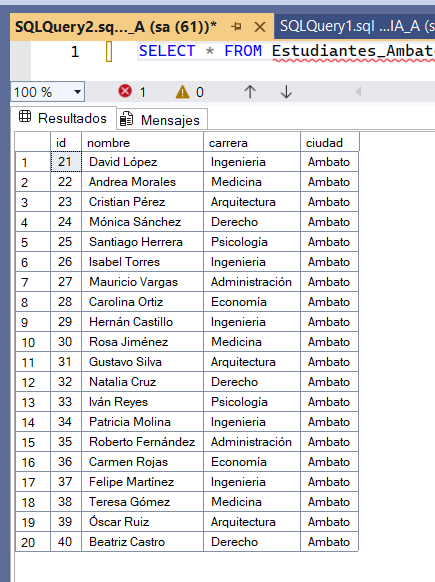 SQLQuery2.sq..._A (sa (61))* SQLQuery1.sql ...IA_A (s
1 SELECT * FROM Estudiantes_Ambat
100 % 1 0
Resultados Mensajes
id nombre carrera ciudad
1 21 David López Ingenieria Ambato
2 22 Andrea Morales Medicina Ambato
3 23 Cristian Pérez Arquitectura Ambato
4 24 Mónica Sánchez Derecho Ambato
5 25 Santiago Herrera Psicología Ambato
6 26 Isabel Torres Ingenieria Ambato
7 27 Mauricio Vargas Administración Ambato
8 28 Carolina Ortiz Economía Ambato
9 29 Hernán Castillo Ingenieria Ambato
10 30 Rosa Jiménez Medicina Ambato
11 31 Gustavo Silva Arquitectura Ambato
12 32 Natalia Cruz Derecho Ambato
13 33 Iván Reyes Psicología Ambato
14 34 Patricia Molina Ingenieria Ambato
15 35 Roberto Fernández Administración Ambato
16 36 Carmen Rojas Economía Ambato
17 37 Felipe Martínez Ingenieria Ambato
18 38 Teresa Gómez Medicina Ambato
19 39 Óscar Ruiz Arquitectura Ambato
20 40 Beatriz Castro Derecho Ambato